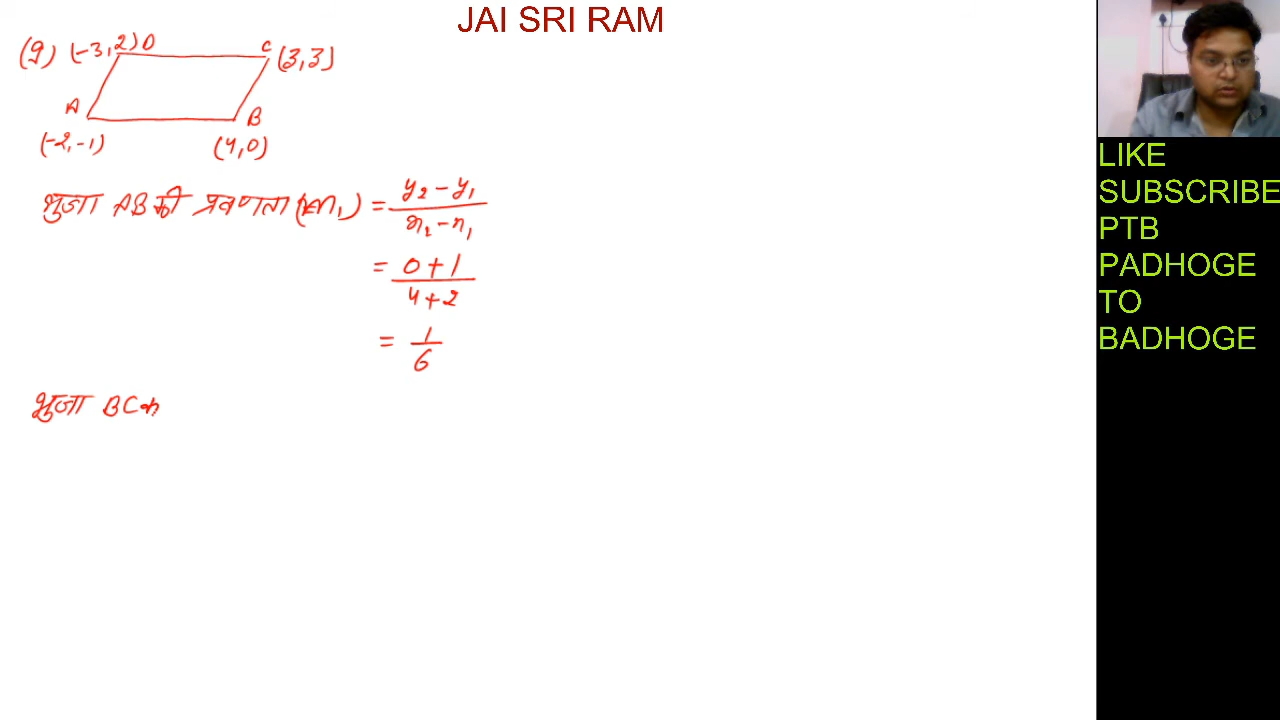 JAI SRI RAM
(9) (-3,2) D C (3,3)
A B
(-2,-1) (4,0)
भुजा AB की प्रवणता (m₁) = y₂ - y₁ / x₂ - x₁
= 0 + 1 / 4 + 2
= 1 / 6
भुजा BC
LIKE
SUBSCRIBE
PTB
PADHOGE
TO
BADHOGE